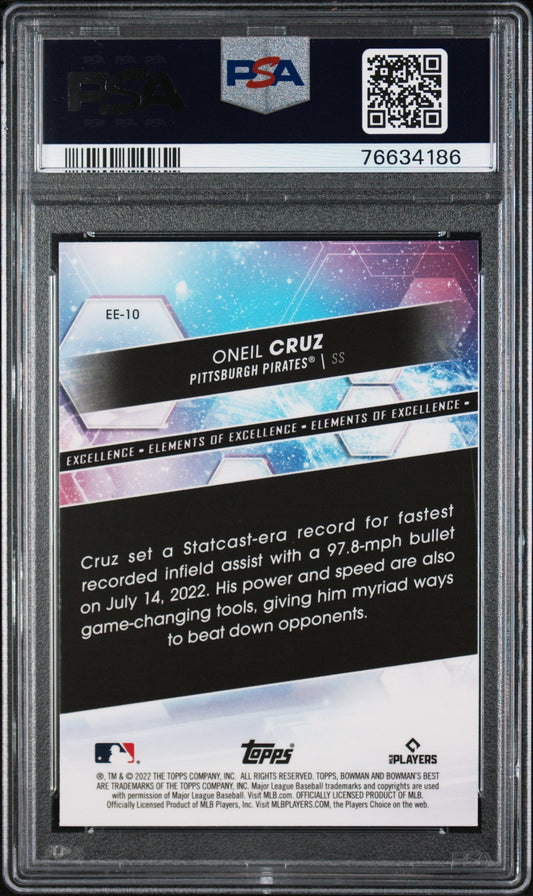 PSA
PSA
76634186
EE-10
ONEIL CRUZ
PITTSBURGH PIRATES® \ SS
EXCELLENCE - ELEMENTS OF EXCELLENCE - ELEMENTS OF EXCELLENCE -
Cruz set a Statcast-era record for fastest
recorded infield assist with a 97.8-mph bullet
on July 14, 2022. His power and speed are also
game-changing tools, giving him myriad ways
to beat down opponents.
topps®
MLB PLAYERS
®, TM & © 2022 THE TOPPS COMPANY, INC. ALL RIGHTS RESERVED. TOPPS, BOWMAN AND BOWMAN'S BEST
ARE TRADEMARKS OF THE TOPPS COMPANY, INC. Major League Baseball trademarks and copyrights are used
with permission of Major League Baseball. Visit MLB.com. OFFICIALLY LICENSED PRODUCT OF MLB.
Officially Licensed Product of MLB Players, Inc. Visit MLBPLAYERS.com, the Players Choice on the web.
PSA